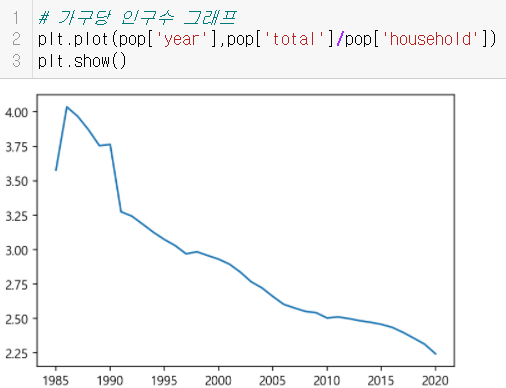 1 # 가구당 인구수 그래프
2 plt.plot(pop['year'],pop['total']/pop['household'])
3 plt.show()
4.00
3.75
3.50
3.25
3.00
2.75
2.50
2.25
1985 1990 1995 2000 2005 2010 2015 2020